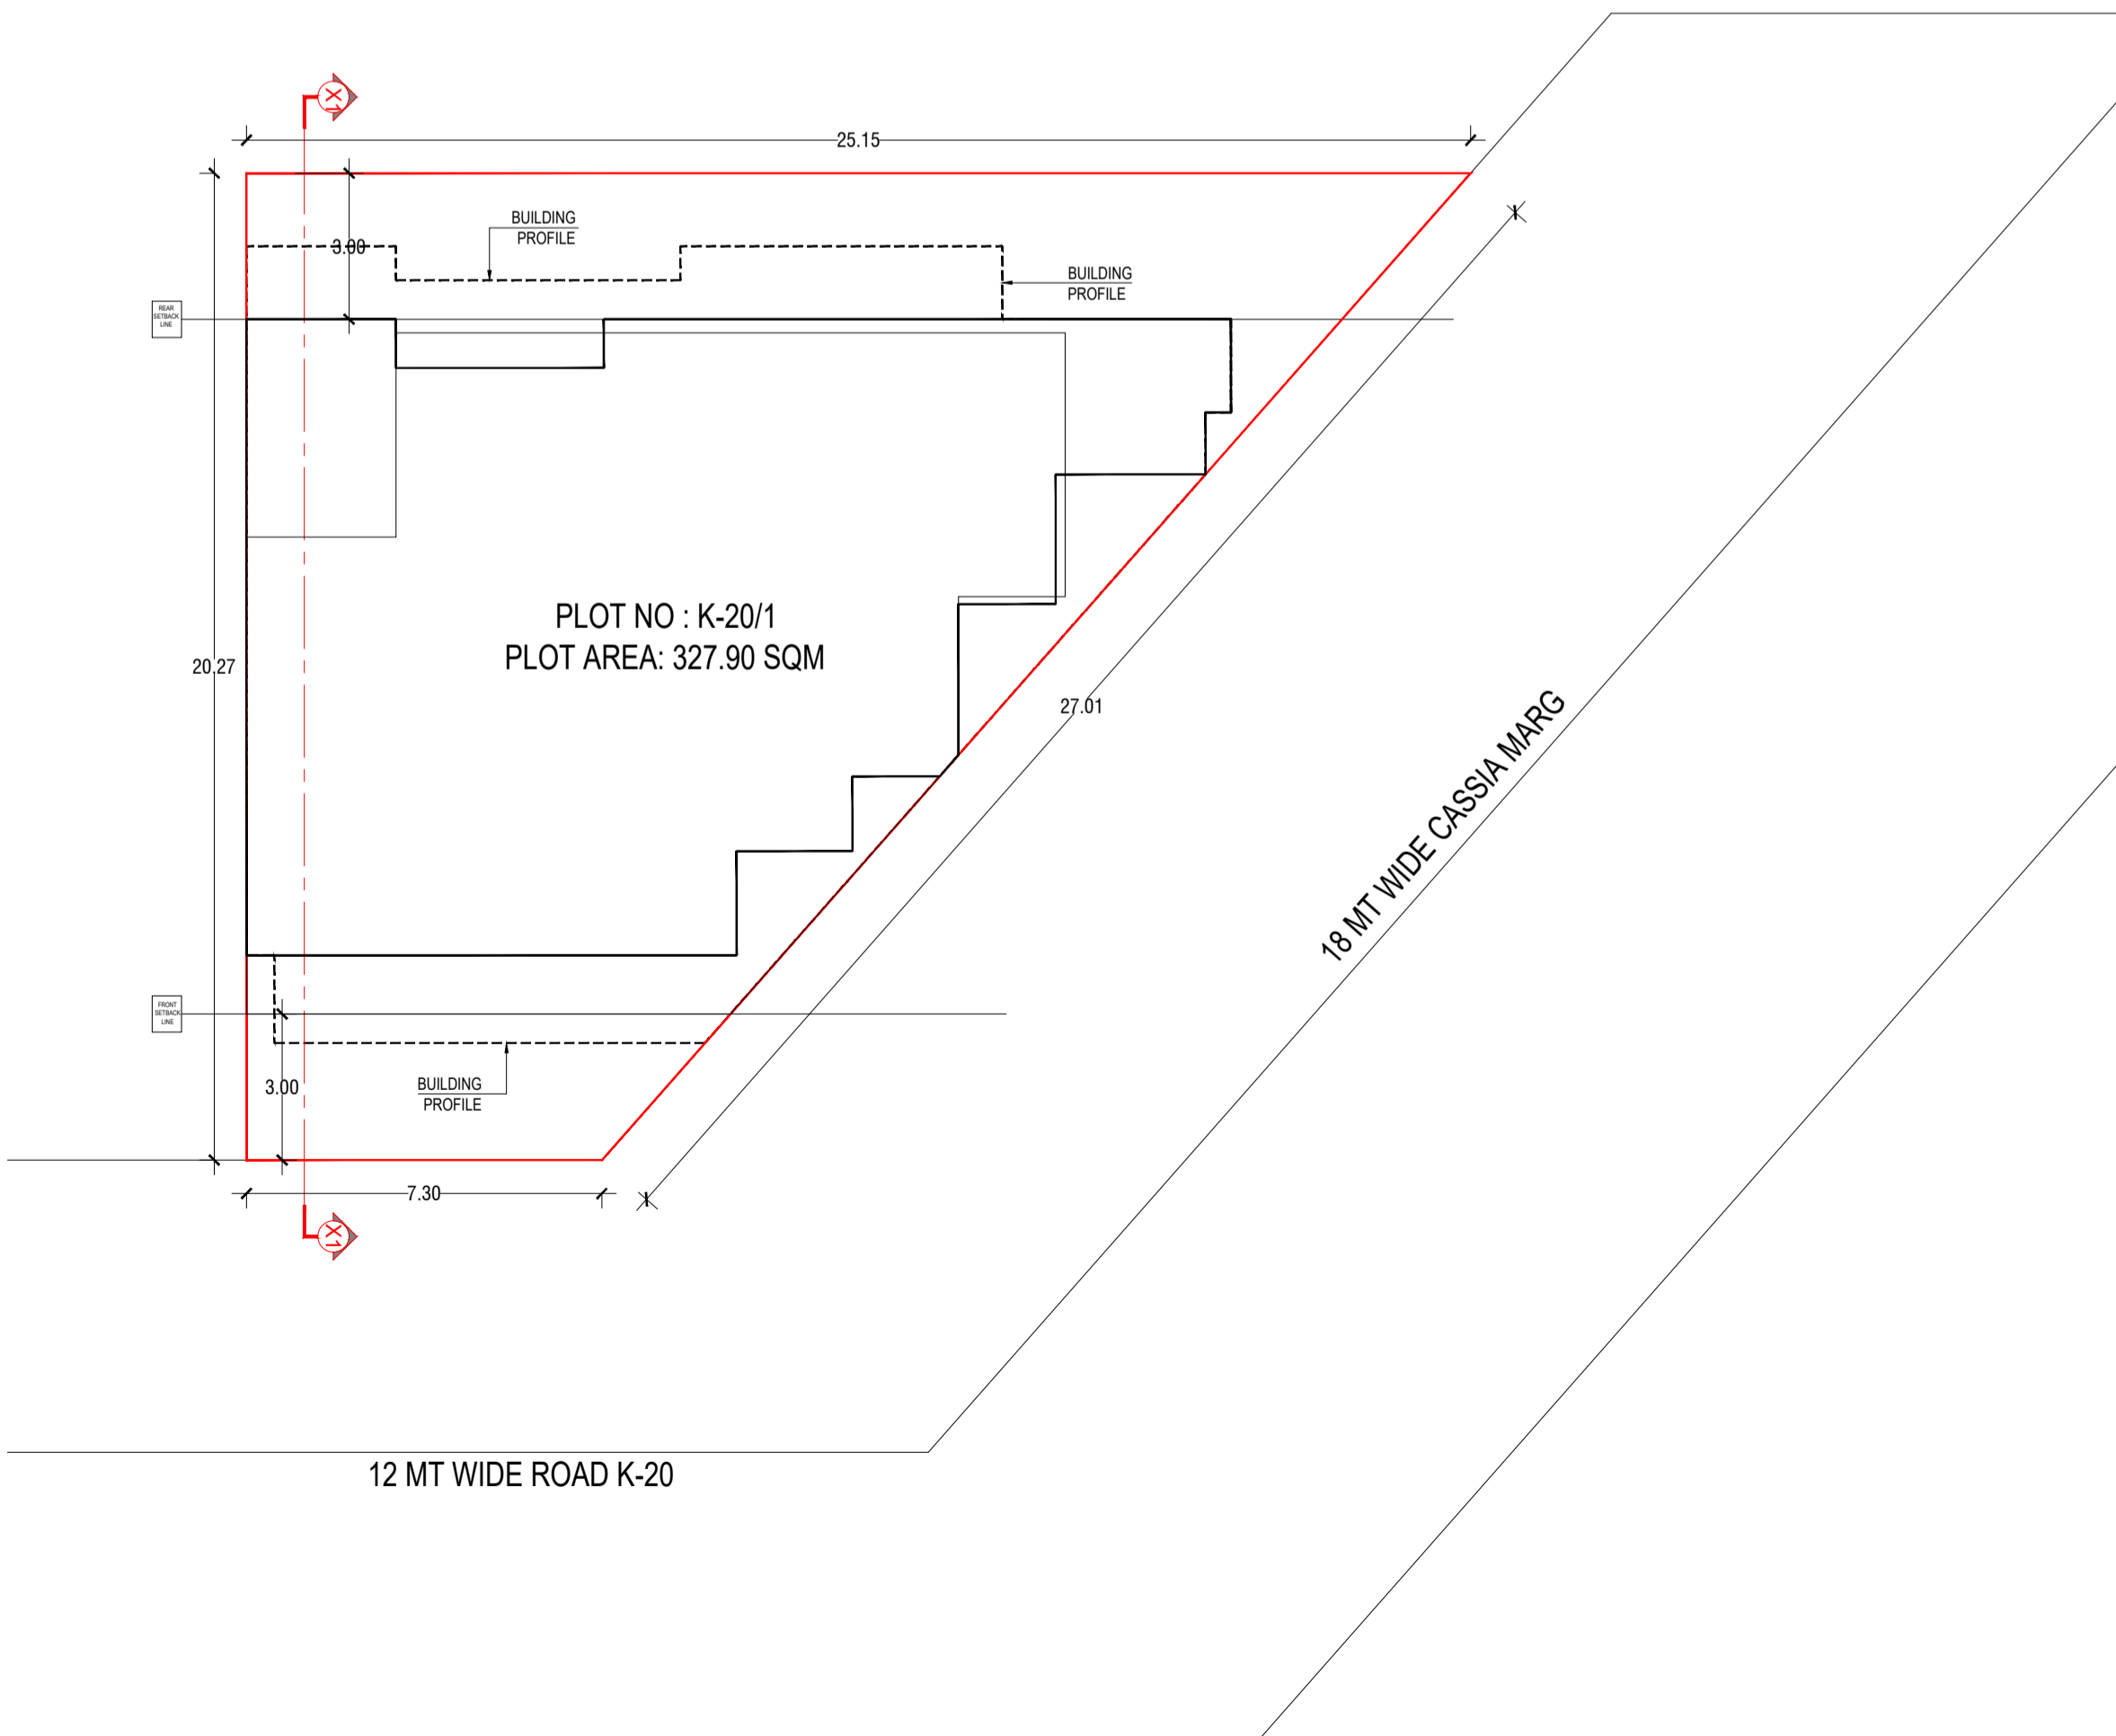 X1
25.15
BUILDING
PROFILE
3.00
BUILDING
PROFILE
REAR
SETBACK
LINE
PLOT NO : K-20/1
PLOT AREA: 327.90 SQM
20.27
27.01
18 MT WIDE CASSIA MARG
FRONT
SETBACK
LINE
3.00
BUILDING
PROFILE
7.30
X1
12 MT WIDE ROAD K-20